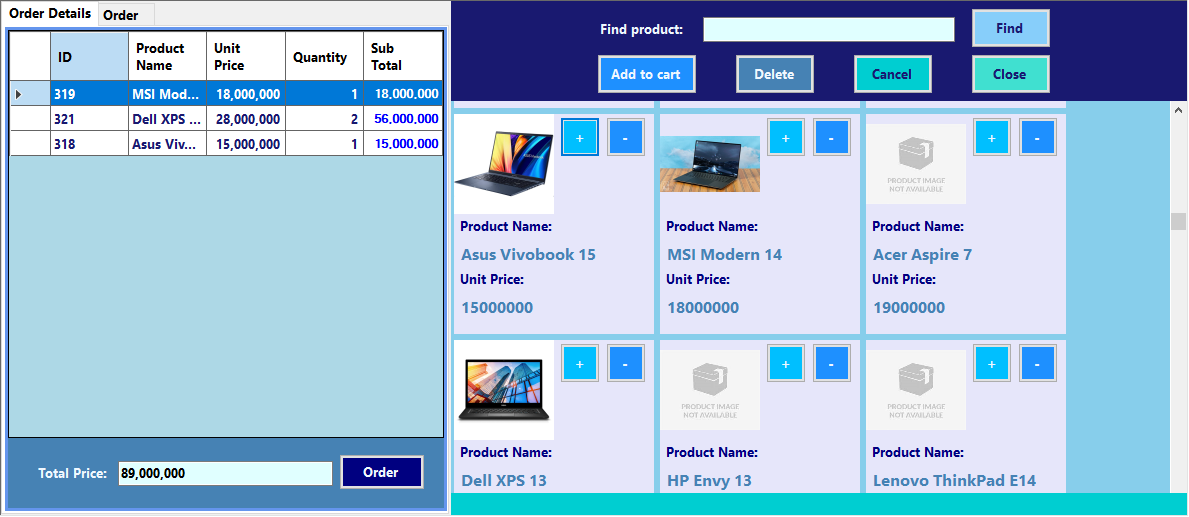 Order Details Order
ID Product Name Unit Price Quantity Sub Total
319 MSI Mod... 18,000,000 1 18,000,000
321 Dell XPS ... 28,000,000 2 56,000,000
318 Asus Viv... 15,000,000 1 15,000,000
Total Price: 89,000,000 Order
Find product: Find
Add to cart Delete Cancel Close
+ - + - + -
PRODUCT IMAGE
NOT AVAILABLE
Product Name: Product Name: Product Name:
Asus Vivobook 15 MSI Modern 14 Acer Aspire 7
Unit Price: Unit Price: Unit Price:
15000000 18000000 19000000
+ - + - + -
PRODUCT IMAGE PRODUCT IMAGE
NOT AVAILABLE NOT AVAILABLE
Product Name: Product Name: Product Name:
Dell XPS 13 HP Envy 13 Lenovo ThinkPad E14